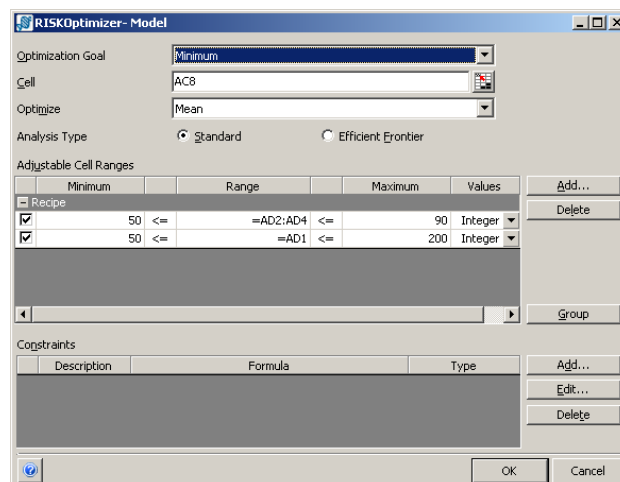 RISKOptimizer- Model
Optimization Goal Minimum
Cell AC8
Optimize Mean
Analysis Type Standard Efficient Frontier
Adjustable Cell Ranges
Minimum Range Maximum Values Add...
Recipe Delete
50 <= =AD2:AD4 <= 90 Integer
50 <= =AD1 <= 200 Integer
Group
Constraints
Description Formula Type Add...
Edit...
Delete
OK Cancel